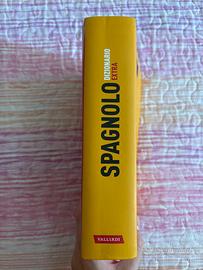 SPAGNOLO
DIZIONARIO
EXTRA
VALLARDI